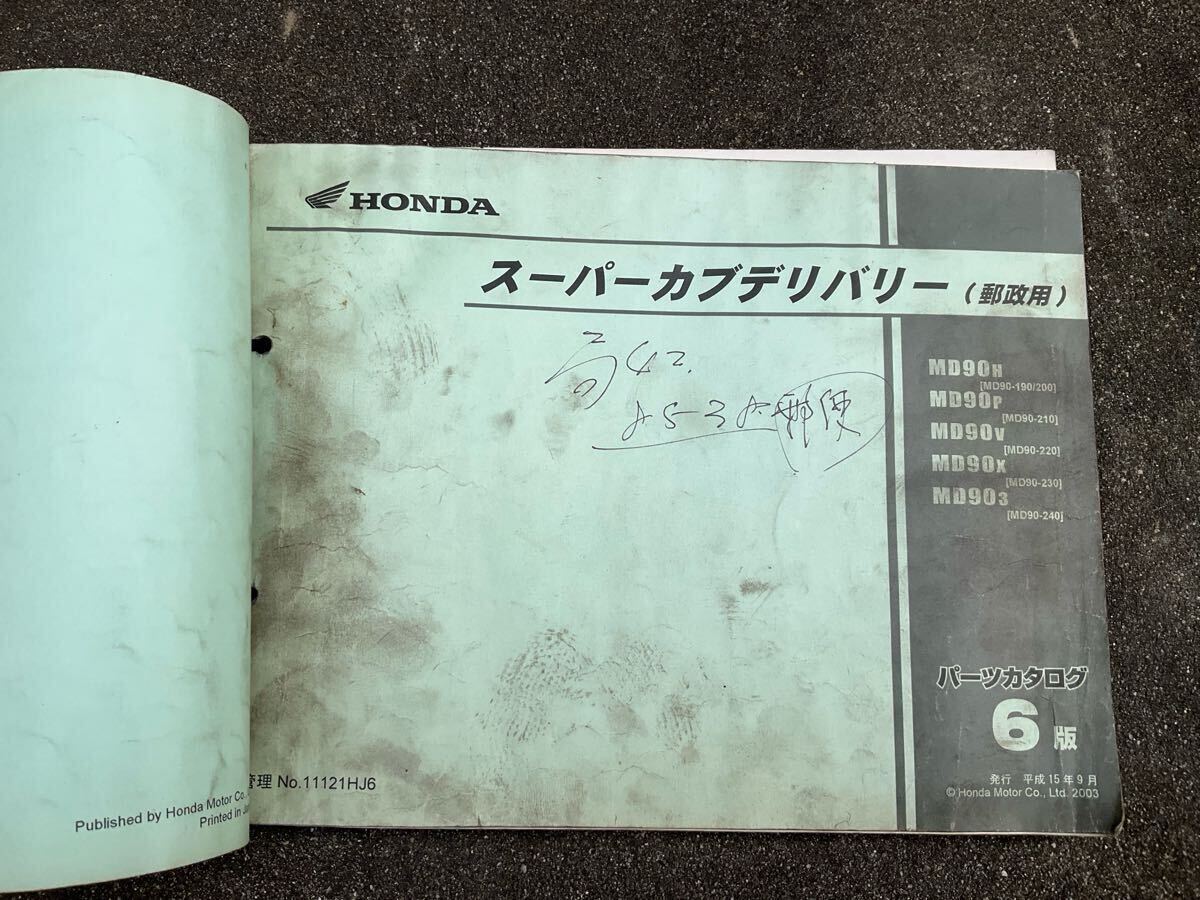 HONDA
スーパーカブデリバリー (郵政用)
42.
郵便
MD90H
[MD90-190/200]
MD90P
[MD90-210]
MD90V
[MD90-220]
MD90X
[MD90-230]
MD903
[MD90-240]
パーツカタログ
6版
発行 平成15年9月
© Honda Motor Co., Ltd. 2003
管理 No.11121HJ6
Published by Honda Motor Co.
Printed in